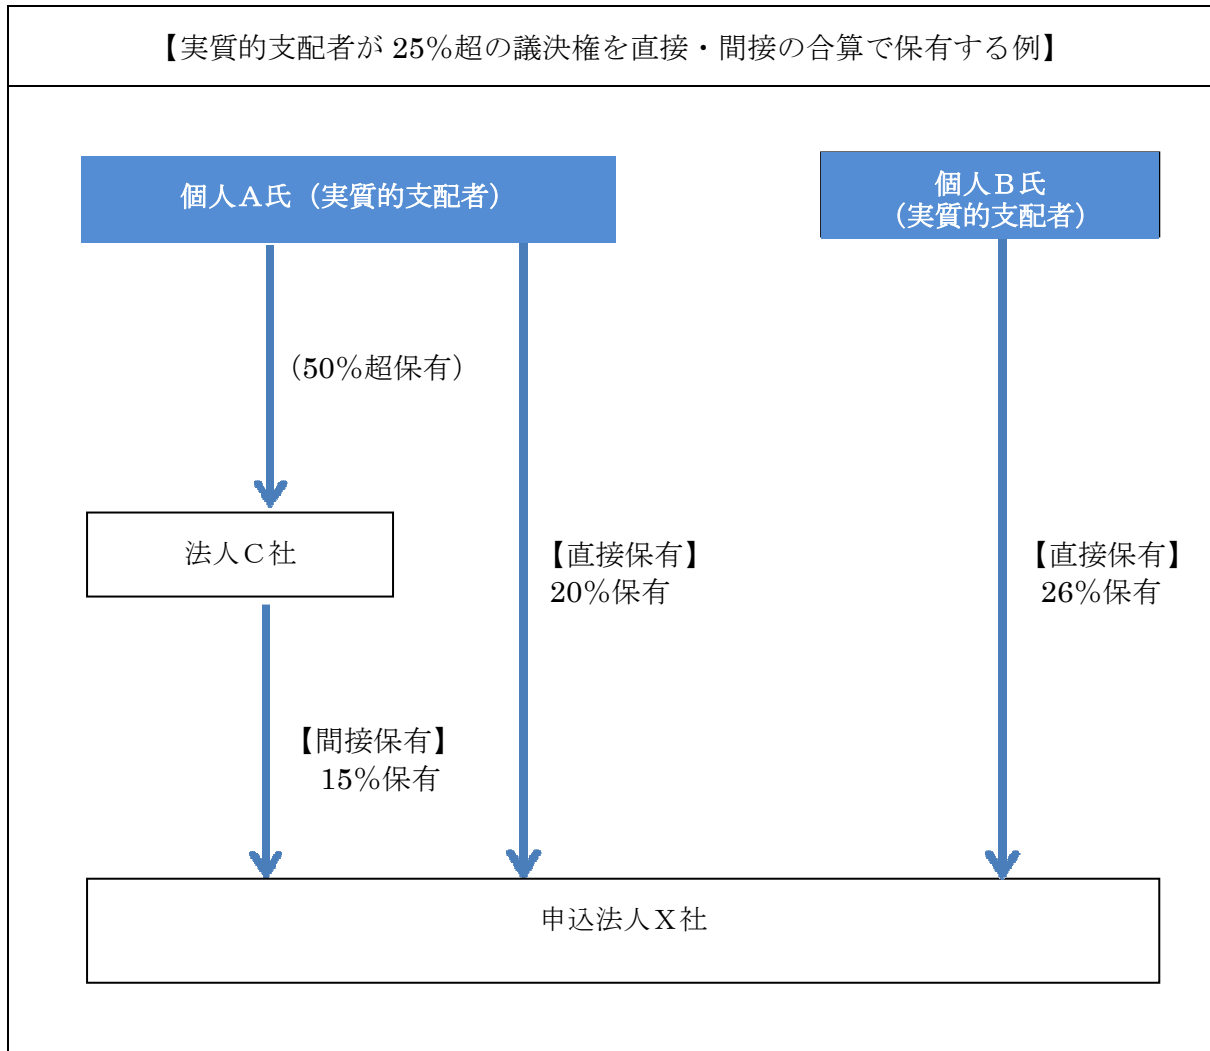 【実質的支配者が 25％超の議決権を直接・間接の合算で保有する例】
個人Ａ氏（実質的支配者）
個人Ｂ氏
（実質的支配者）
（50％超保有）
法人Ｃ社
【直接保有】
20％保有
【直接保有】
26％保有
【間接保有】
15％保有
申込法人Ｘ社